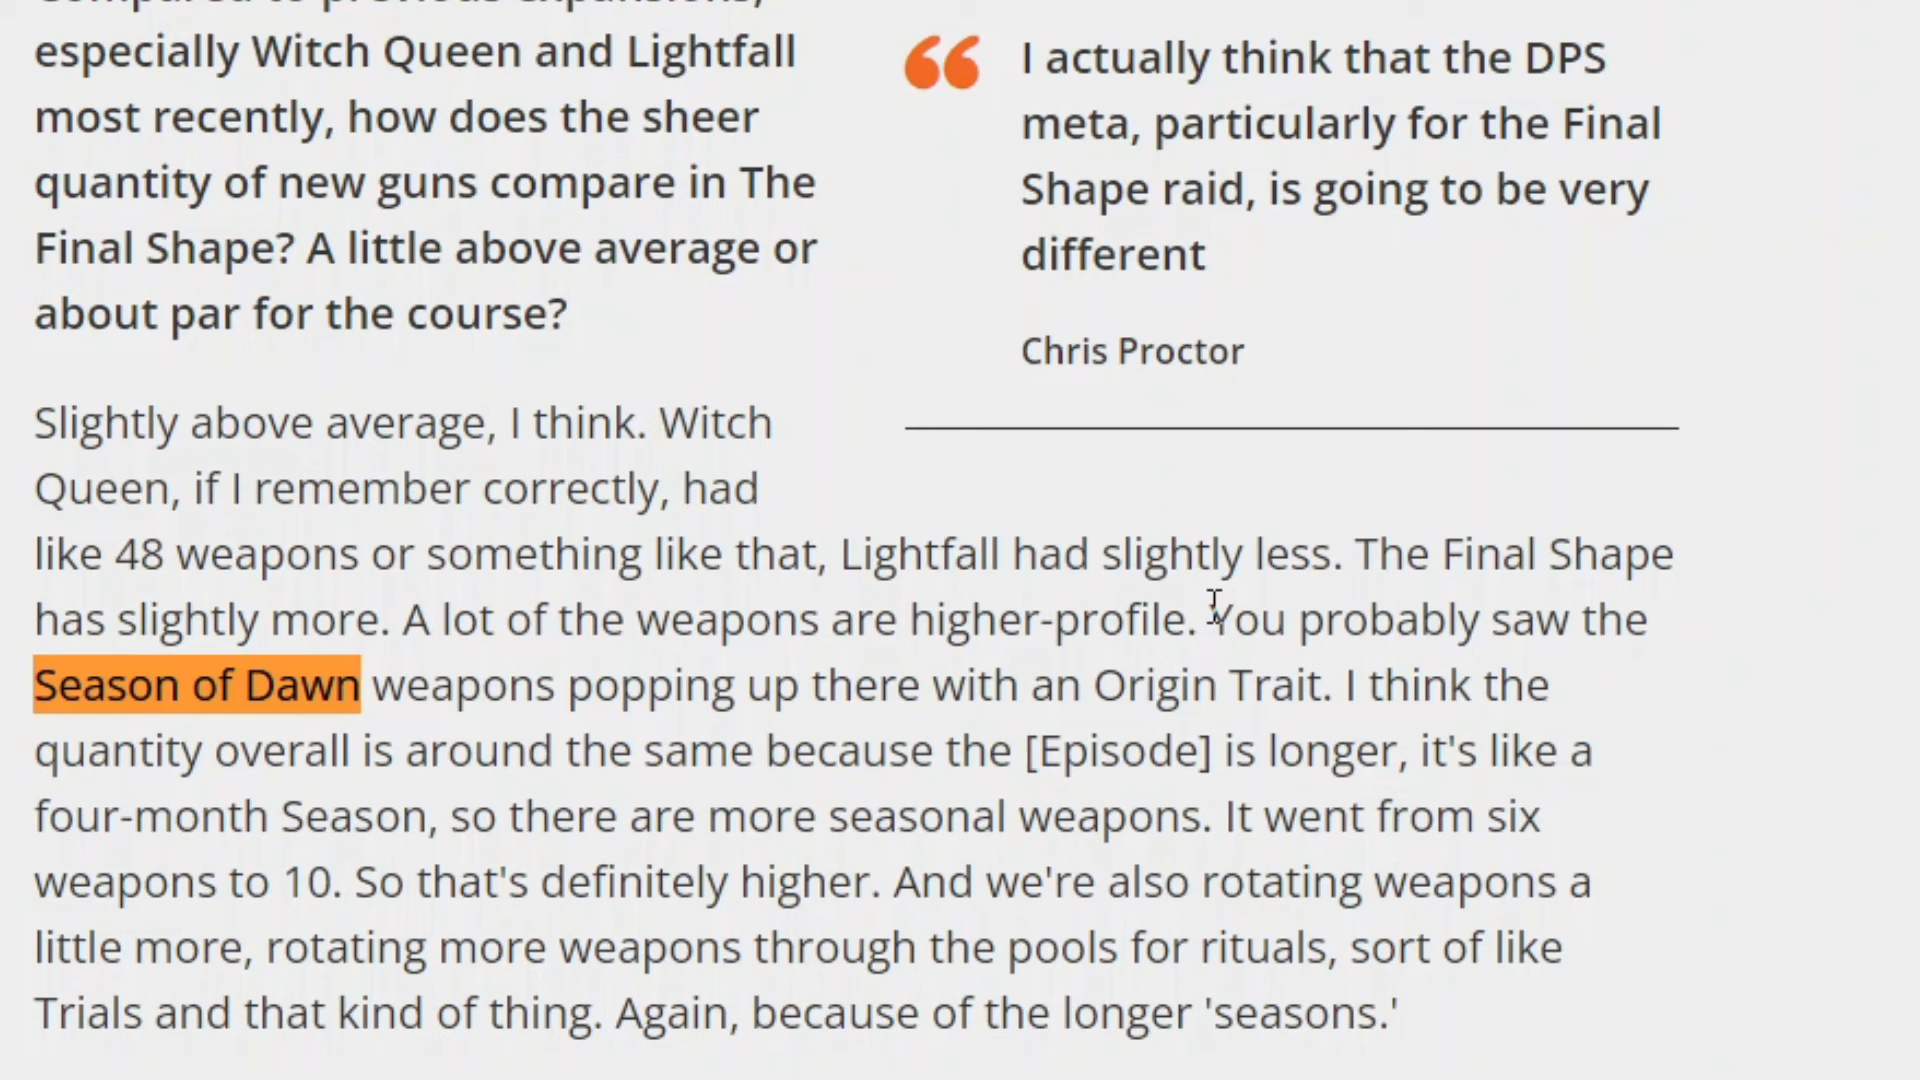 Compared to previous expansions,
especially Witch Queen and Lightfall
most recently, how does the sheer
quantity of new guns compare in The
Final Shape? A little above average or
about par for the course?
“ I actually think that the DPS
meta, particularly for the Final
Shape raid, is going to be very
different
Chris Proctor
Slightly above average, I think. Witch
Queen, if I remember correctly, had
like 48 weapons or something like that, Lightfall had slightly less. The Final Shape
has slightly more. A lot of the weapons are higher-profile. You probably saw the
Season of Dawn weapons popping up there with an Origin Trait. I think the
quantity overall is around the same because the [Episode] is longer, it's like a
four-month Season, so there are more seasonal weapons. It went from six
weapons to 10. So that's definitely higher. And we're also rotating weapons a
little more, rotating more weapons through the pools for rituals, sort of like
Trials and that kind of thing. Again, because of the longer 'seasons.'